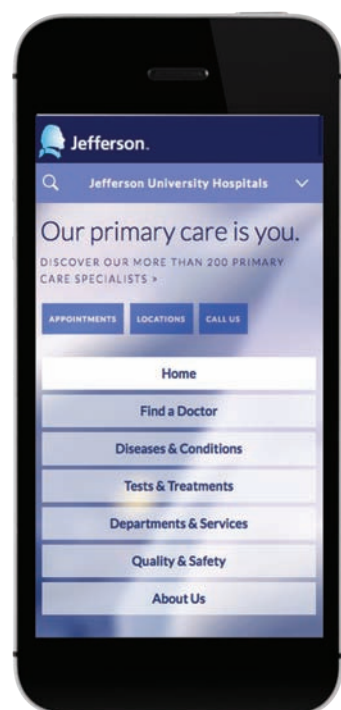 Jefferson.
Jefferson University Hospitals
Our primary care is you.
DISCOVER OUR MORE THAN 200 PRIMARY
CARE SPECIALISTS >
APPOINTMENTS LOCATIONS CALL US
Home
Find a Doctor
Diseases & Conditions
Tests & Treatments
Departments & Services
Quality & Safety
About Us